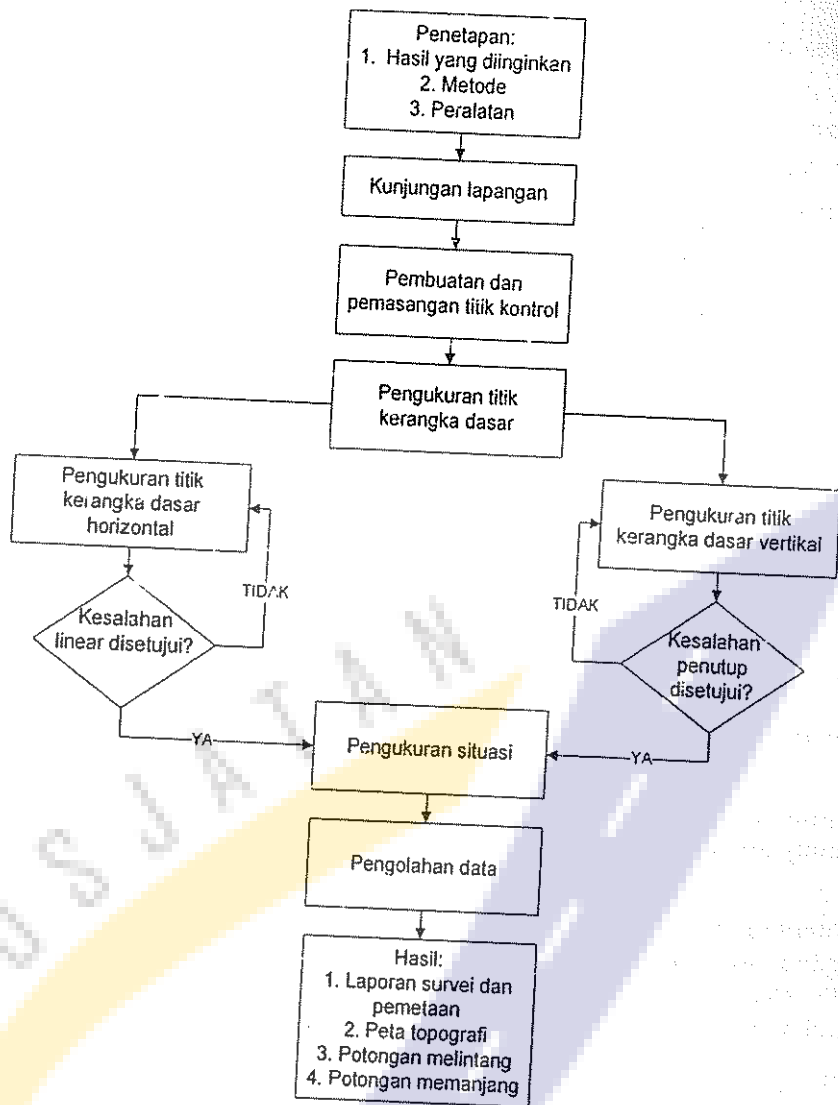 Penetapan:
1. Hasil yang diinginkan
2. Metode
3. Peralatan
Kunjungan lapangan
Pembuatan dan
pemasangan titik kontrol
Pengukuran titik
kerangka dasar
Pengukuran titik
kerangka dasar
horizontal
Pengukuran titik
kerangka dasar vertikal
TIDAK
TIDAK
Kesalahan
linear disetujui?
Kesalahan
penutup
disetujui?
YA
Pengukuran situasi
YA
Pengolahan data
Hasil:
1. Laporan survei dan
pemetaan
2. Peta topografi
3. Potongan melintang
4. Potongan memanjang
USJATAN